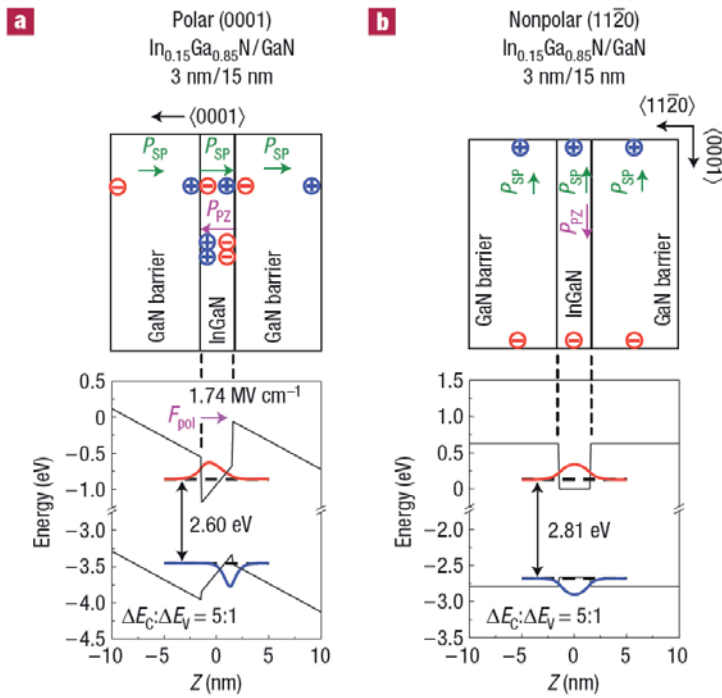 a
Polar (0001)
In0.15Ga0.85N/GaN
3 nm/15 nm
⟨0001⟩
PSP PSP PSP
− + − + − +
PPZ
+ −
+ −
GaN barrier InGaN GaN barrier
Energy (eV)
0.5
0
−0.5
−1.0
−3.0
−3.5
−4.0
−4.5
1.74 MV cm−1
Fpol
2.60 eV
ΔEC:ΔEV = 5:1
−10 −5 0 5 10
Z (nm)
b
Nonpolar (112̅0)
In0.15Ga0.85N/GaN
3 nm/15 nm
⟨112̅0⟩
⟨0001⟩
+ + +
PSP PSP PSP
PPZ
GaN barrier InGaN GaN barrier
− − −
Energy (eV)
1.5
1.0
0.5
0
−2.0
−2.5
−3.0
−3.5
2.81 eV
ΔEC:ΔEV = 5:1
−10 −5 0 5 10
Z (nm)